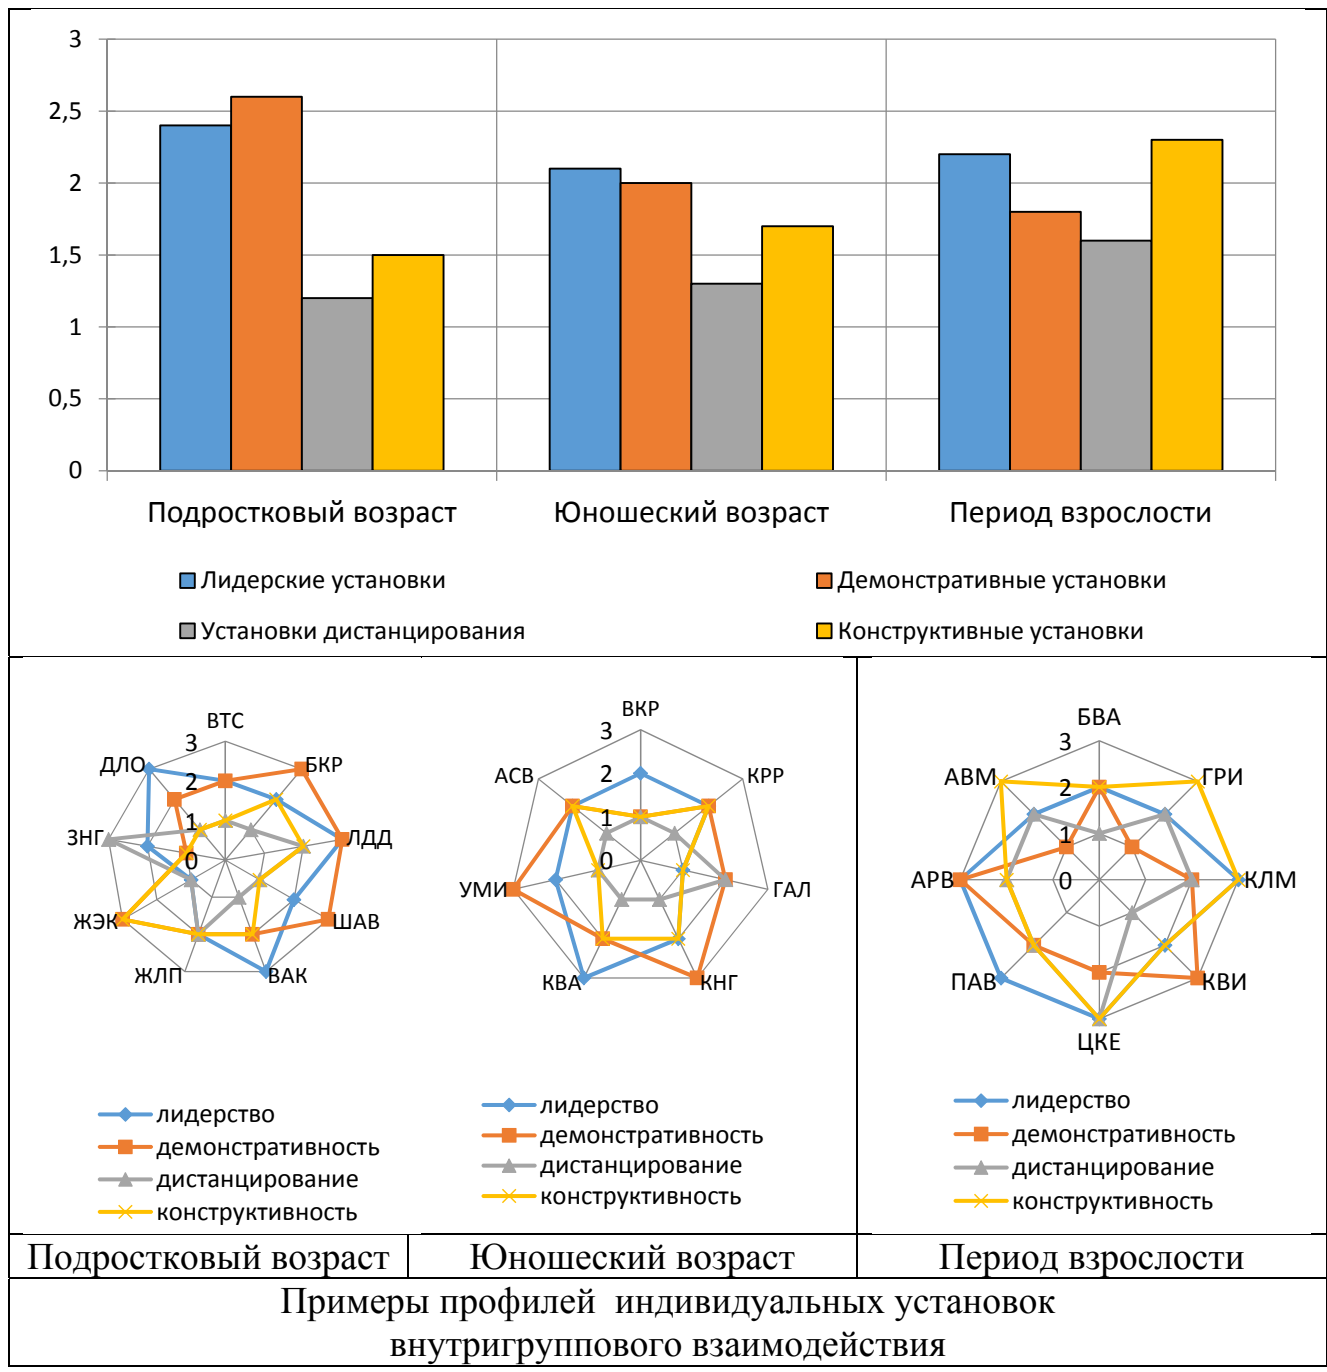 3
2,5
2
1,5
1
0,5
0
Подростковый возраст
Юношеский возраст
Период взрослости
Лидерские установки
Демонстративные установки
Установки дистанцирования
Конструктивные установки
ВТС
БКР
ЛДД
ШАВ
ВАК
ЖЛП
ЖЭК
ЗНГ
ДЛО
3
2
1
0
лидерство
демонстративность
дистанцирование
конструктивность
ВКР
КРР
ГАЛ
КНГ
КВА
УМИ
АСВ
3
2
1
0
лидерство
демонстративность
дистанцирование
конструктивность
БВА
ГРИ
КЛМ
КВИ
ЦКЕ
ПАВ
АРВ
АВМ
3
2
1
0
лидерство
демонстративность
дистанцирование
конструктивность
Подростковый возраст
Юношеский возраст
Период взрослости
Примеры профилей индивидуальных установок
внутригруппового взаимодействия